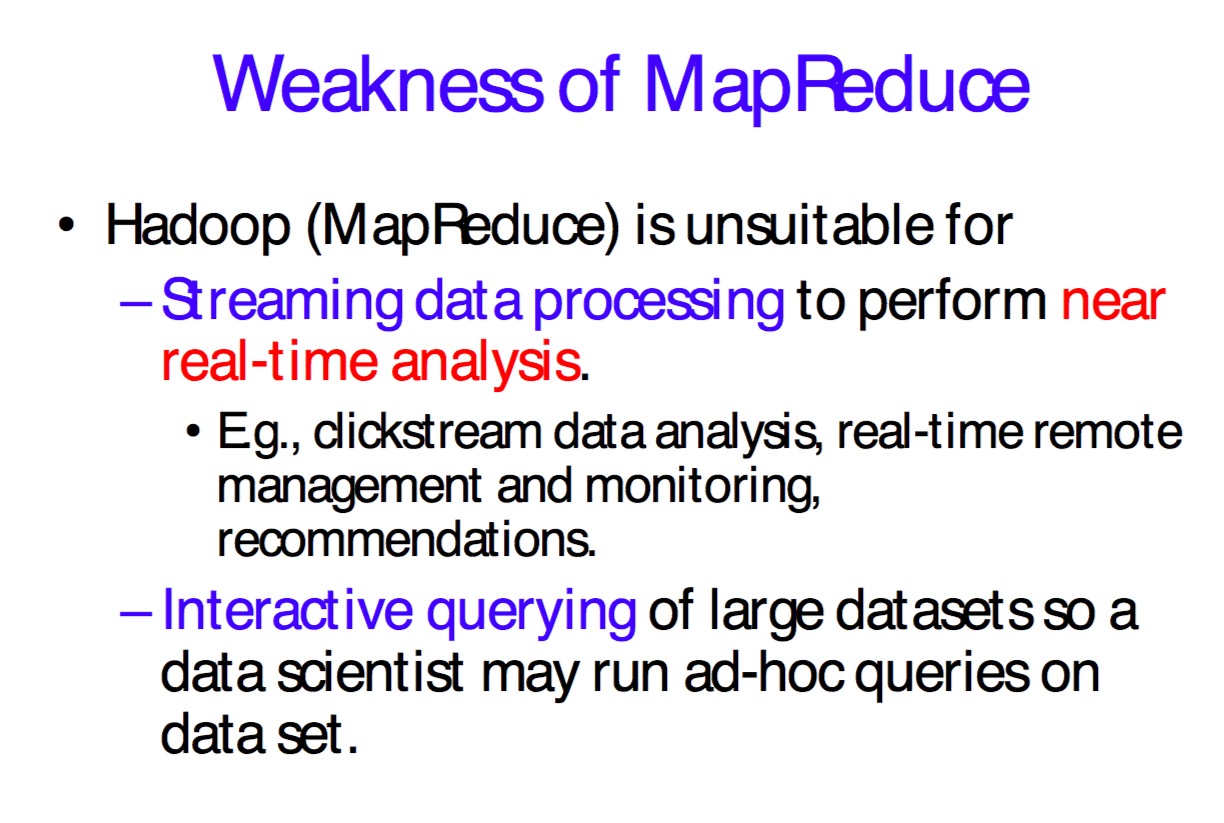 Weakness of MapReduce
• Hadoop (MapReduce) is unsuitable for
– Streaming data processing to perform near
real-time analysis.
• E.g., clickstream data analysis, real-time remote
management and monitoring,
recommendations.
– Interactive querying of large datasets so a
data scientist may run ad-hoc queries on
data set.